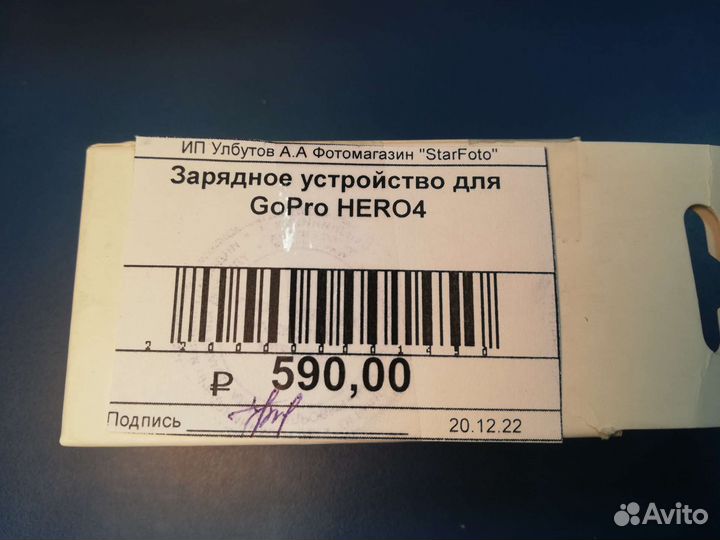 ИП Улбутов А.А Фотомагазин "StarFoto"
Зарядное устройство для
GoPro HERO4
₽ 590,00
Подпись 20.12.22
Avito